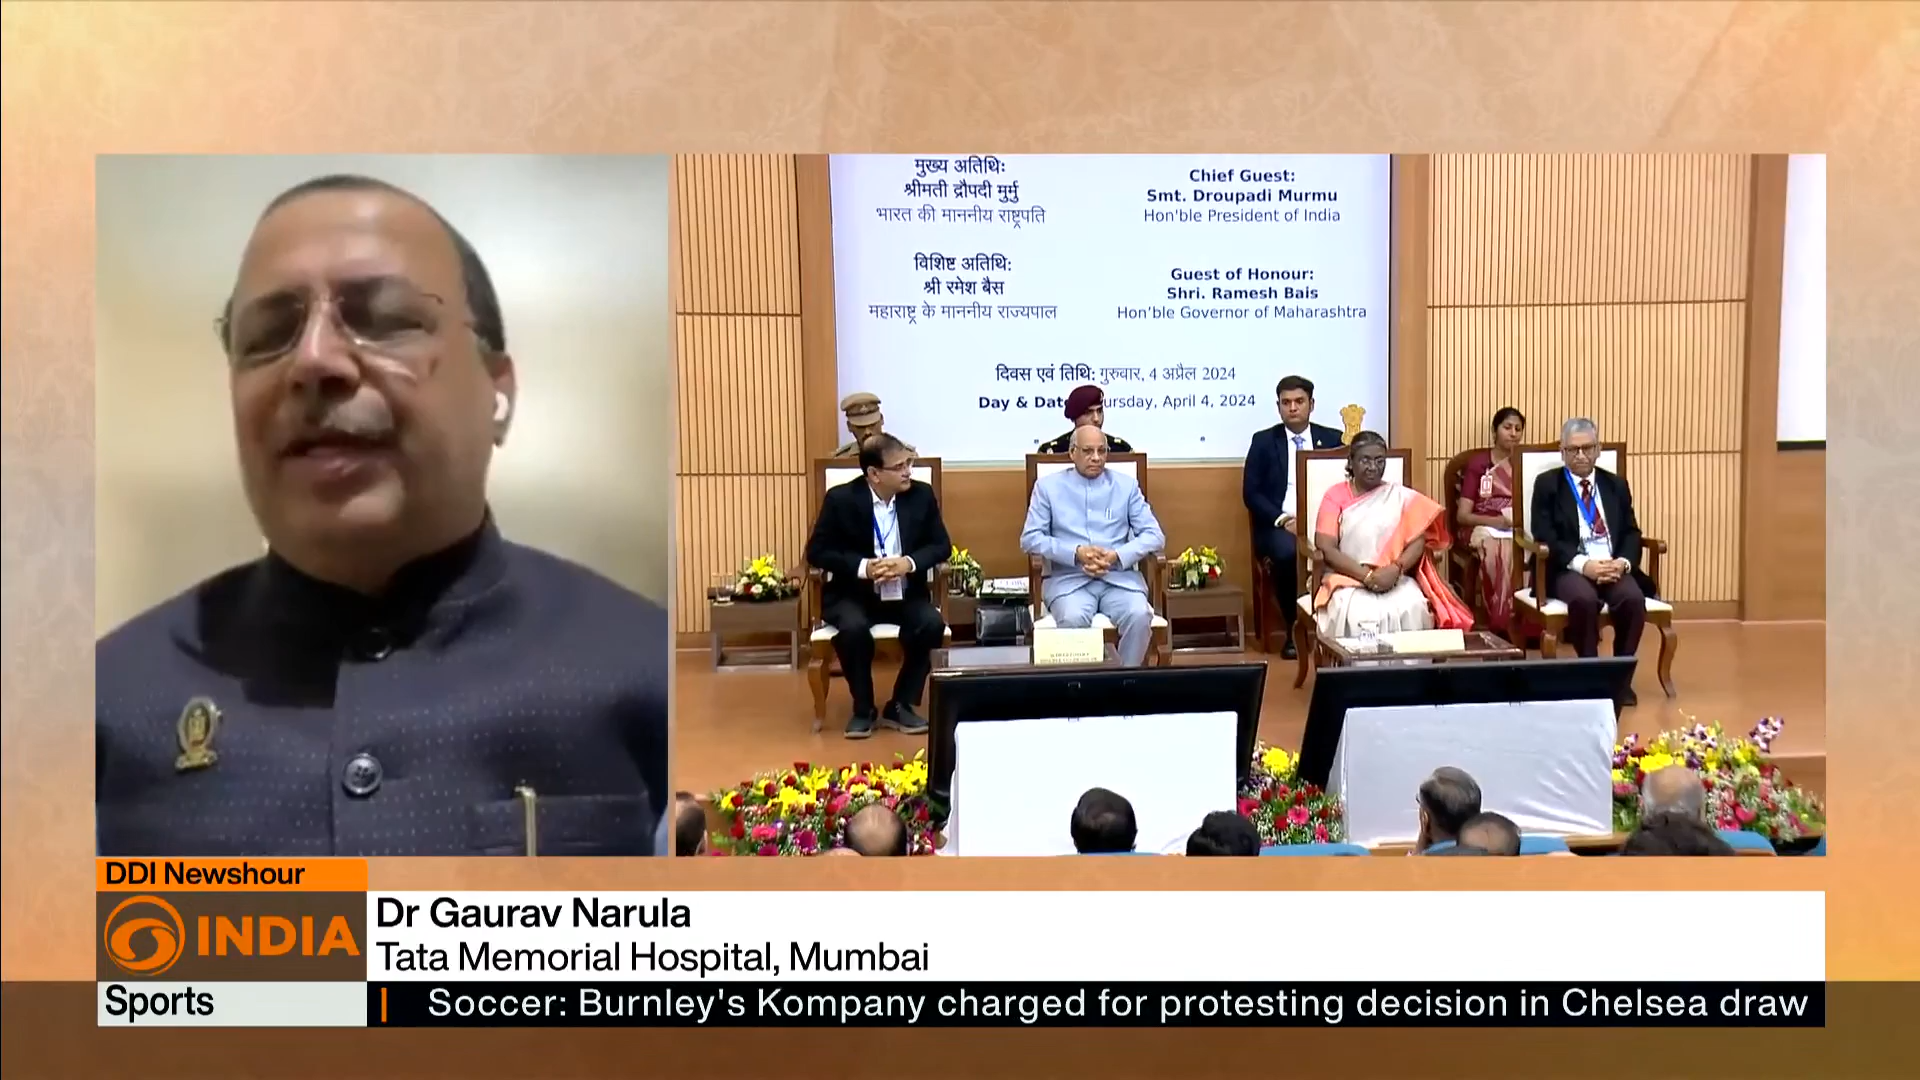 मुख्य अतिथिः
श्रीमती द्रौपदी मुर्मु
भारत की माननीय राष्ट्रपति
Chief Guest:
Smt. Droupadi Murmu
Hon'ble President of India
विशिष्ट अतिथि:
श्री रमेश बैस
महाराष्ट्र के माननीय राज्यपाल
Guest of Honour:
Shri. Ramesh Bais
Hon'ble Governor of Maharashtra
दिवस एवं तिथि: गुरुवार, 4 अप्रैल 2024
Day & Date ursday, April 4, 2024
DDI Newshour
INDIA
Dr Gaurav Narula
Tata Memorial Hospital, Mumbai
Sports
Soccer: Burnley's Kompany charged for protesting decision in Chelsea draw